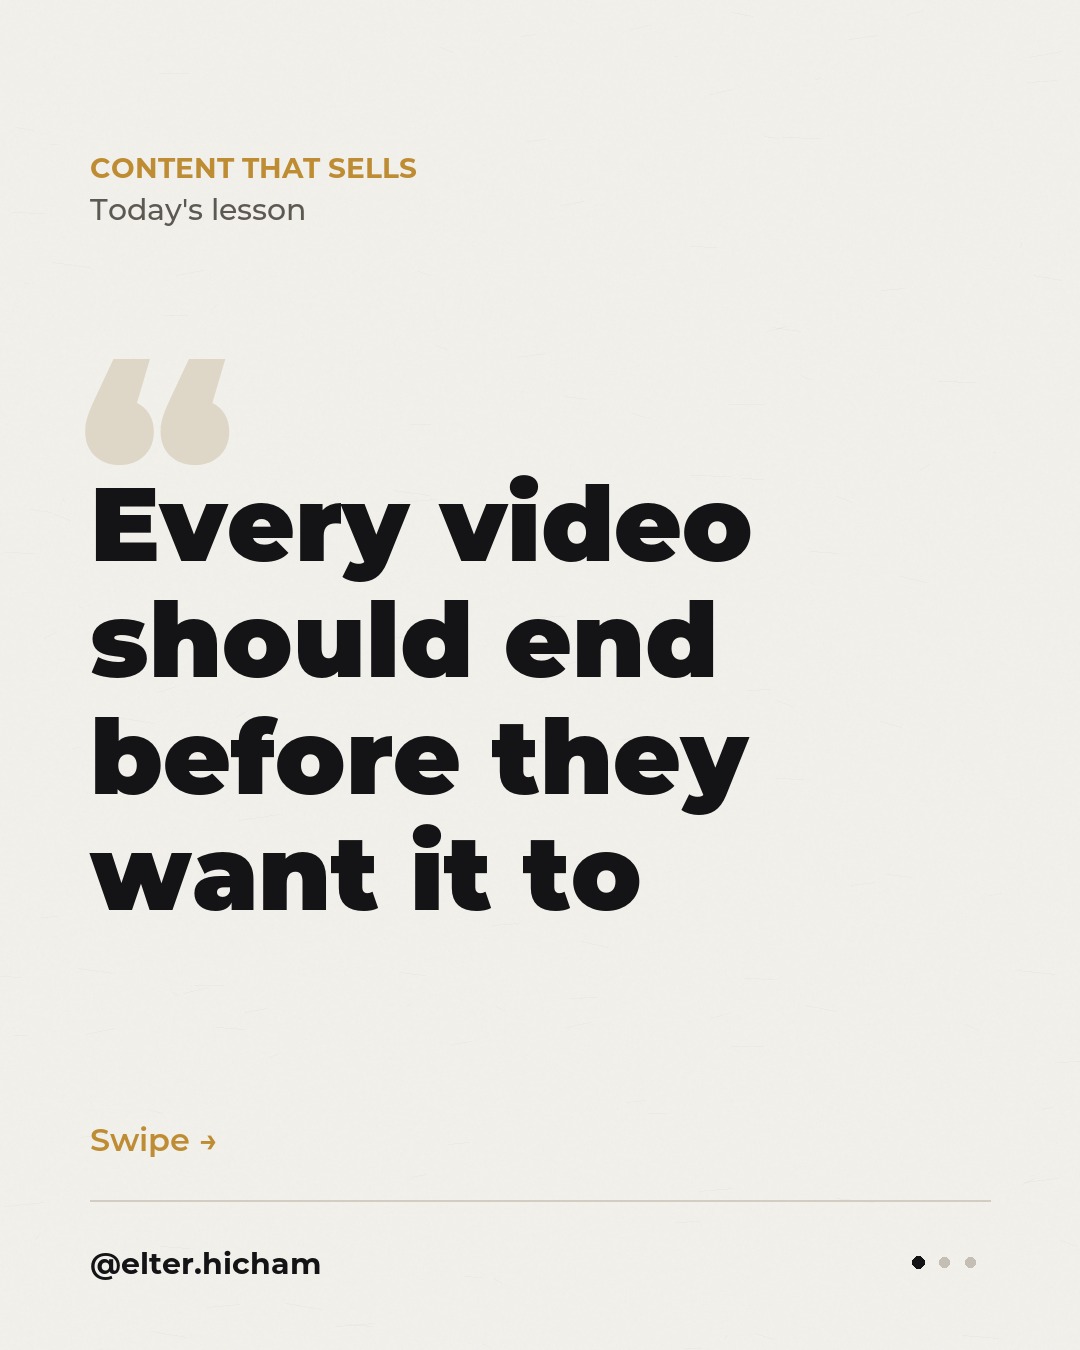 CONTENT THAT SELLS
Today's lesson
“
Every video
should end
before they
want it to
Swipe →
@elter.hicham